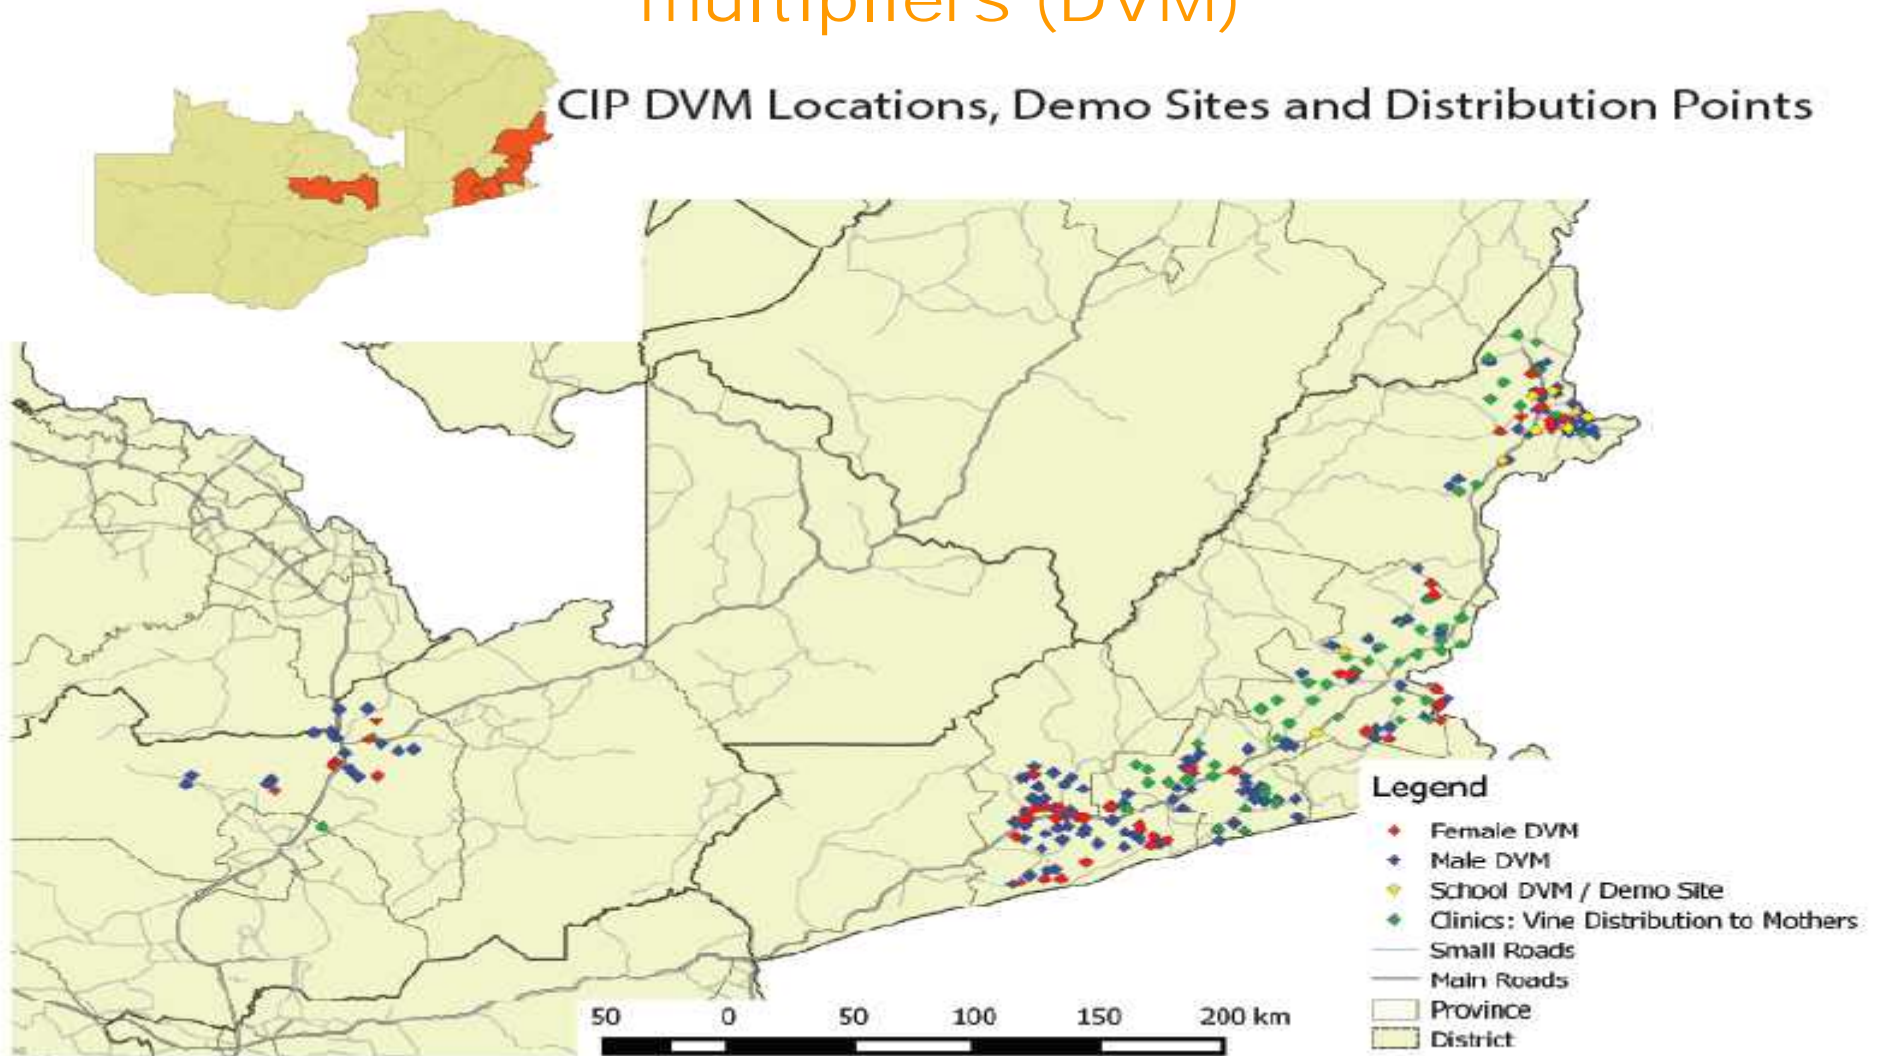 multipliers (DVM)
CIP DVM Locations, Demo Sites and Distribution Points
Legend
Female DVM
Male DVM
School DVM / Demo Site
Clinics: Vine Distribution to Mothers
Small Roads
Main Roads
Province
District
50 0 50 100 150 200 km